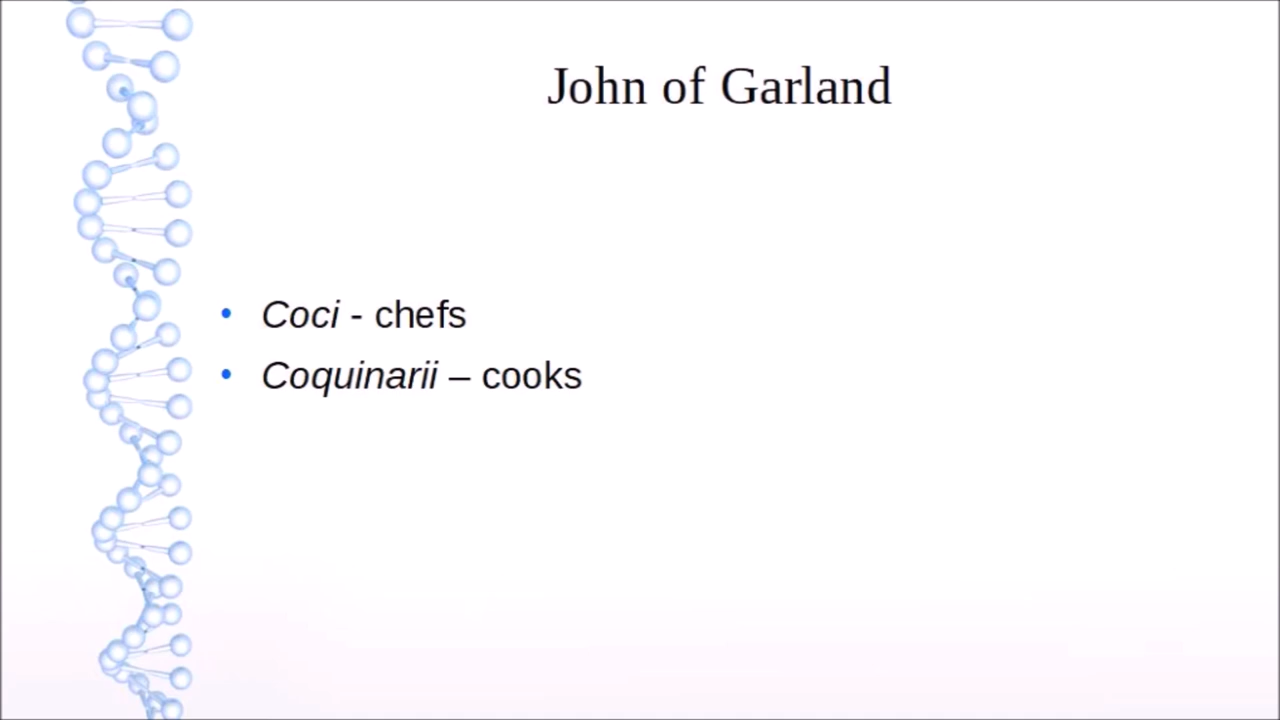 John of Garland
• Coci - chefs
• Coquinarii – cooks